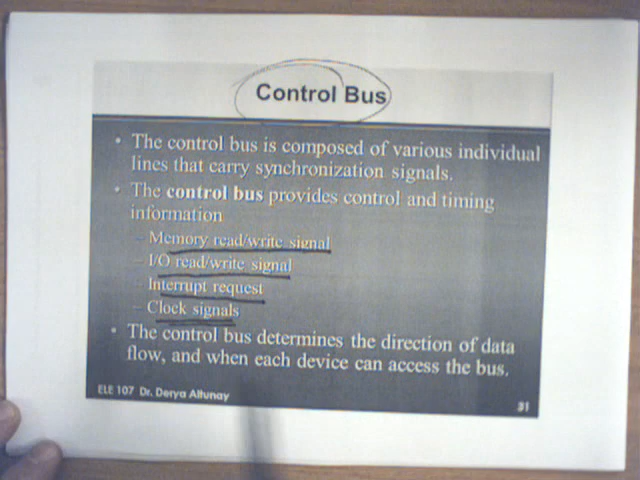 Control Bus
• The control bus is composed of various individual
lines that carry synchronization signals.
• The control bus provides control and timing
information
– Memory read/write signal
– I/O read/write signal
– Interrupt request
– Clock signals
• The control bus determines the direction of data
flow, and when each device can access the bus.
ELE 107 Dr. Derya Altunay
31